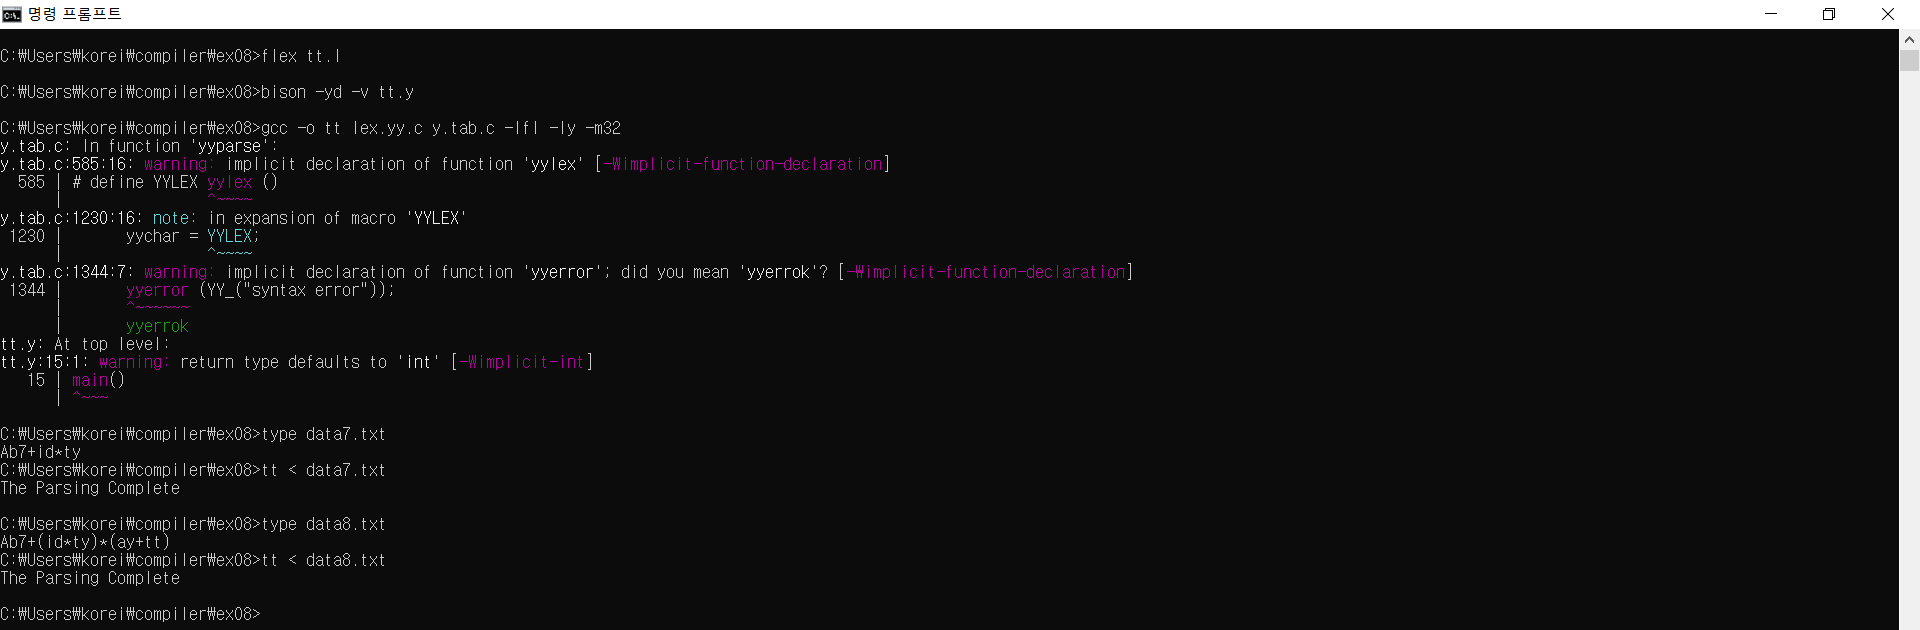 명령 프롬프트
C:₩Users₩korei₩compiler₩ex08>flex tt.l
C:₩Users₩korei₩compiler₩ex08>bison -yd -v tt.y
C:₩Users₩korei₩compiler₩ex08>gcc -o tt lex.yy.c y.tab.c -lfl -ly -m32
y.tab.c: In function 'yyparse':
y.tab.c:585:16: warning: implicit declaration of function 'yylex' [-Wimplicit-function-declaration]
  585 | # define YYLEX yylex ()
      |                ^~~~~
y.tab.c:1230:16: note: in expansion of macro 'YYLEX'
 1230 |       yychar = YYLEX;
      |                ^~~~~
y.tab.c:1344:7: warning: implicit declaration of function 'yyerror'; did you mean 'yyerrok'? [-Wimplicit-function-declaration]
 1344 |       yyerror (YY_("syntax error"));
      |       ^~~~~~~
      |       yyerrok
tt.y: At top level:
tt.y:15:1: warning: return type defaults to 'int' [-Wimplicit-int]
   15 | main()
      | ^~~~
C:₩Users₩korei₩compiler₩ex08>type data7.txt
Ab7+id*ty
C:₩Users₩korei₩compiler₩ex08>tt < data7.txt
The Parsing Complete
C:₩Users₩korei₩compiler₩ex08>type data8.txt
Ab7+(id*ty)*(ay+tt)
C:₩Users₩korei₩compiler₩ex08>tt < data8.txt
The Parsing Complete
C:₩Users₩korei₩compiler₩ex08>